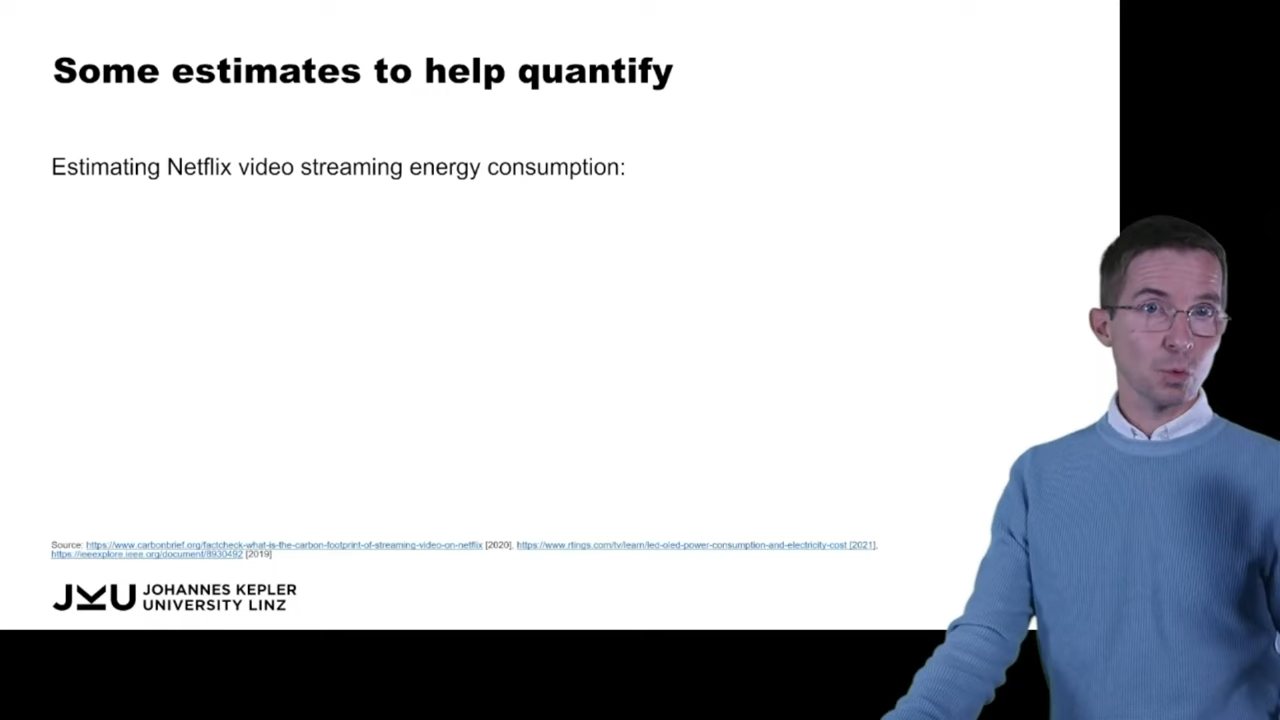 Some estimates to help quantify
Estimating Netflix video streaming energy consumption:
Source: https://www.carbonbrief.org/factcheck-what-is-the-carbon-footprint-of-streaming-video-on-netflix [2020], https://www.rtings.com/tv/learn/led-oled-power-consumption-and-electricity-cost [2021],
https://ieeexplore.ieee.org/document/8930492 [2019]
JKU JOHANNES KEPLER
UNIVERSITY LINZ